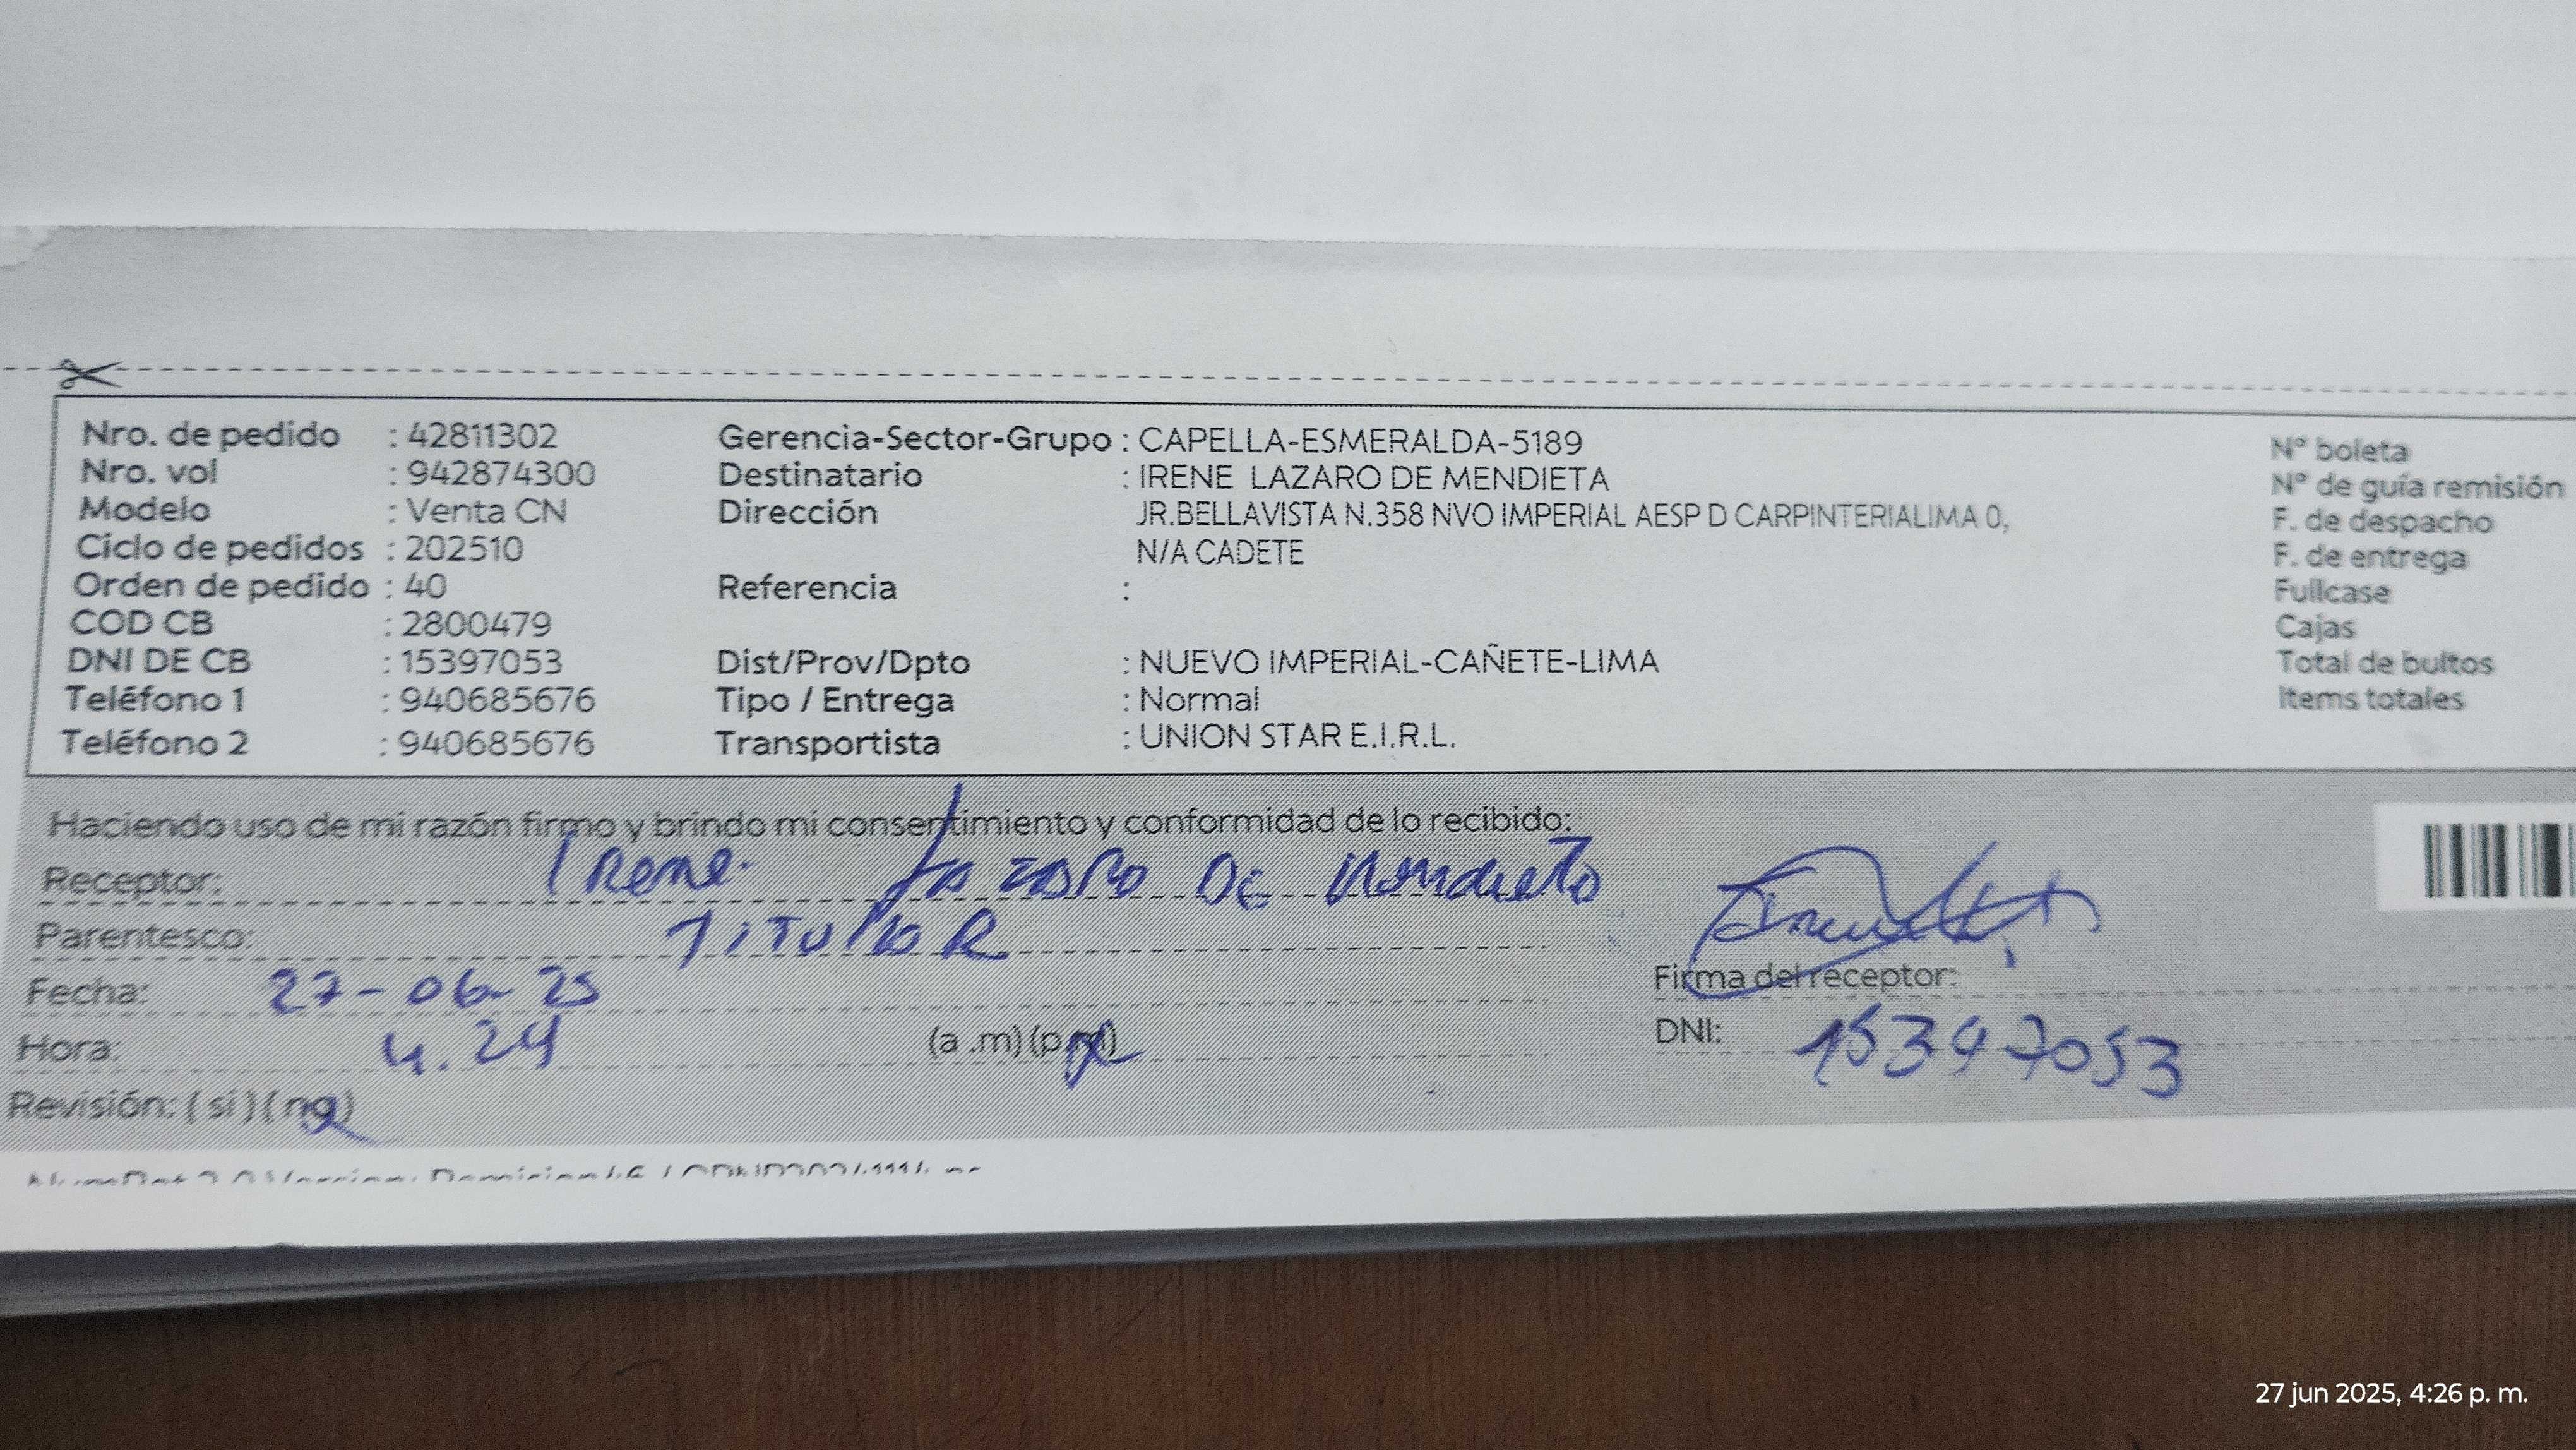 Nro. de pedido : 42811302 Gerencia-Sector-Grupo : CAPELLA-ESMERALDA-5189 Nº boleta
Nro. vol : 942874300 Destinatario : IRENE LAZARO DE MENDIETA Nº de guía remisión
Modelo : Venta CN Dirección JR.BELLAVISTA N.358 NVO IMPERIAL AESP D CARPINTERIALIMA 0, F. de despacho
Ciclo de pedidos : 202510 N/A CADETE F. de entrega
Orden de pedido : 40 Referencia : Fullcase
COD CB : 2800479 Cajas
DNI DE CB : 15397053 Dist/Prov/Dpto : NUEVO IMPERIAL-CAÑETE-LIMA Total de bultos
Teléfono 1 : 940685676 Tipo / Entrega : Normal Items totales
Teléfono 2 : 940685676 Transportista : UNION STAR E.I.R.L.
Haciendo uso de mi razón firmo y brindo mi consentimiento y conformidad de lo recibido:
Receptor: Irene Lazaro DE Mendieta
Parentesco: TITULAR
Fecha: 27-06-25 Firma del receptor:
Hora: 4.24 (a .m) (p.m) DNI: 15397053
Revisión: ( si ) ( no )
27 jun 2025, 4:26 p. m.